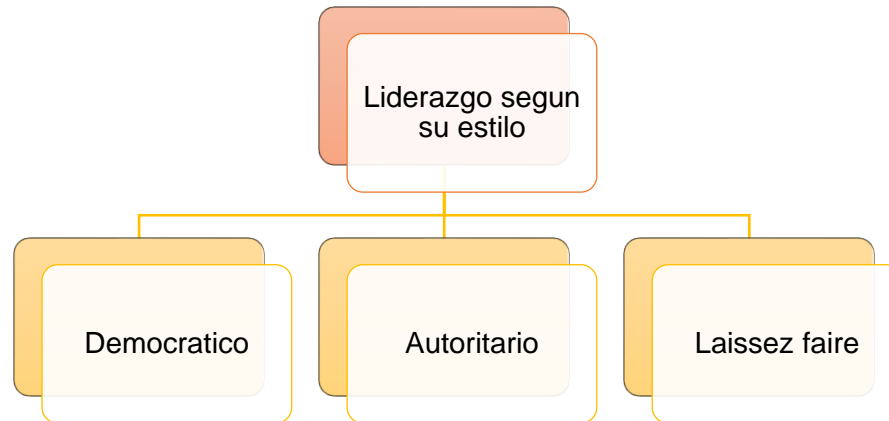 Liderazgo segun
su estilo
Democratico
Autoritario
Laissez faire